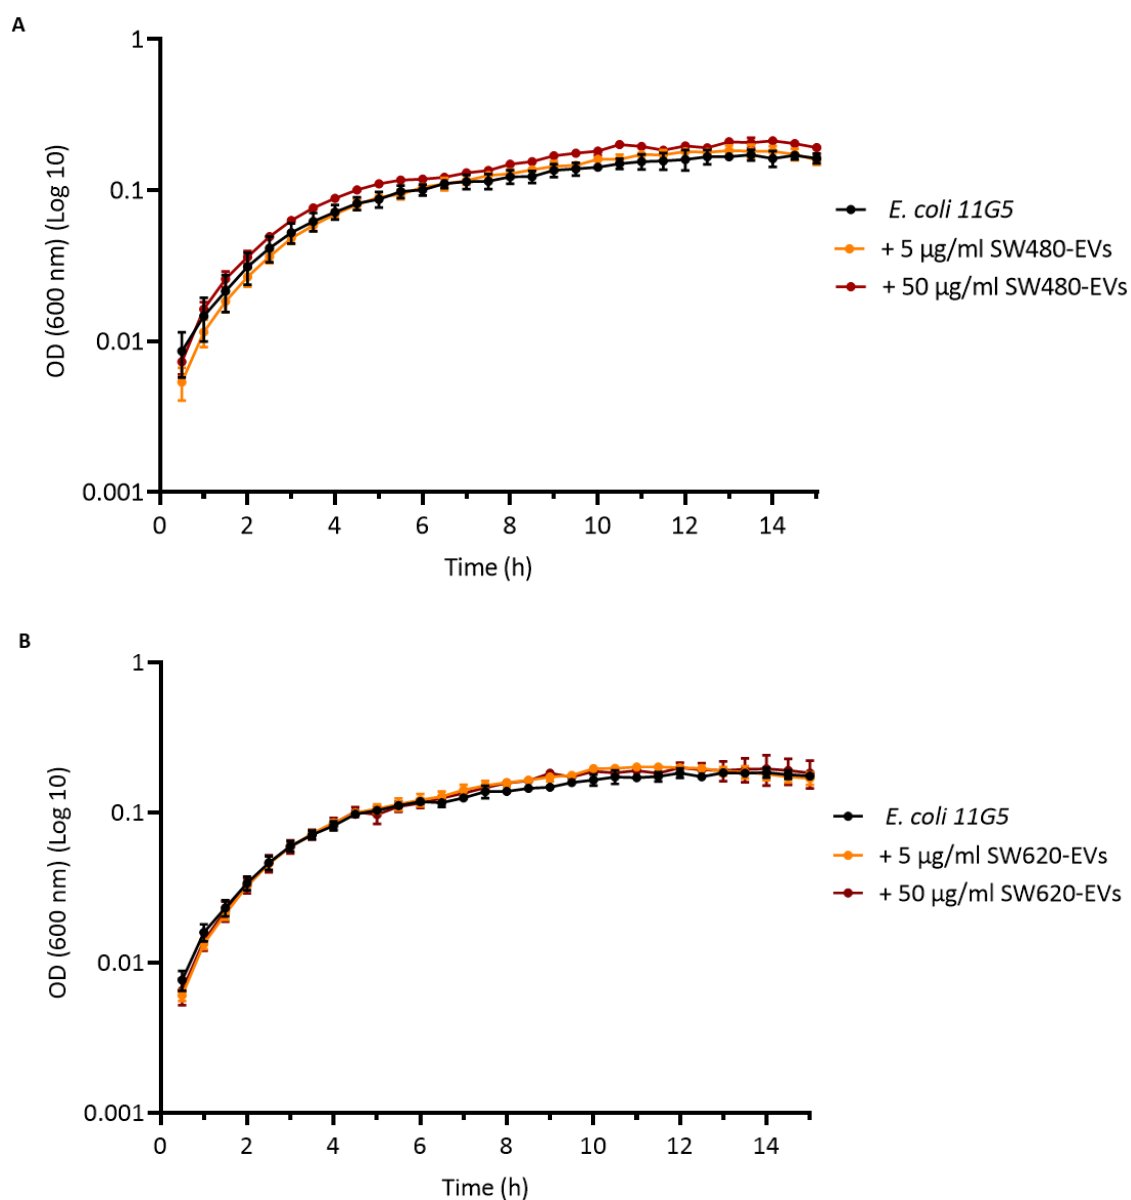 A
1
0.1
0.01
0.001
OD (600 nm) (Log 10)
0 2 4 6 8 10 12 14
Time (h)
E. coli 11G5
+ 5 µg/ml SW480-EVs
+ 50 µg/ml SW480-EVs
B
1
0.1
0.01
0.001
OD (600 nm) (Log 10)
0 2 4 6 8 10 12 14
Time (h)
E. coli 11G5
+ 5 µg/ml SW620-EVs
+ 50 µg/ml SW620-EVs